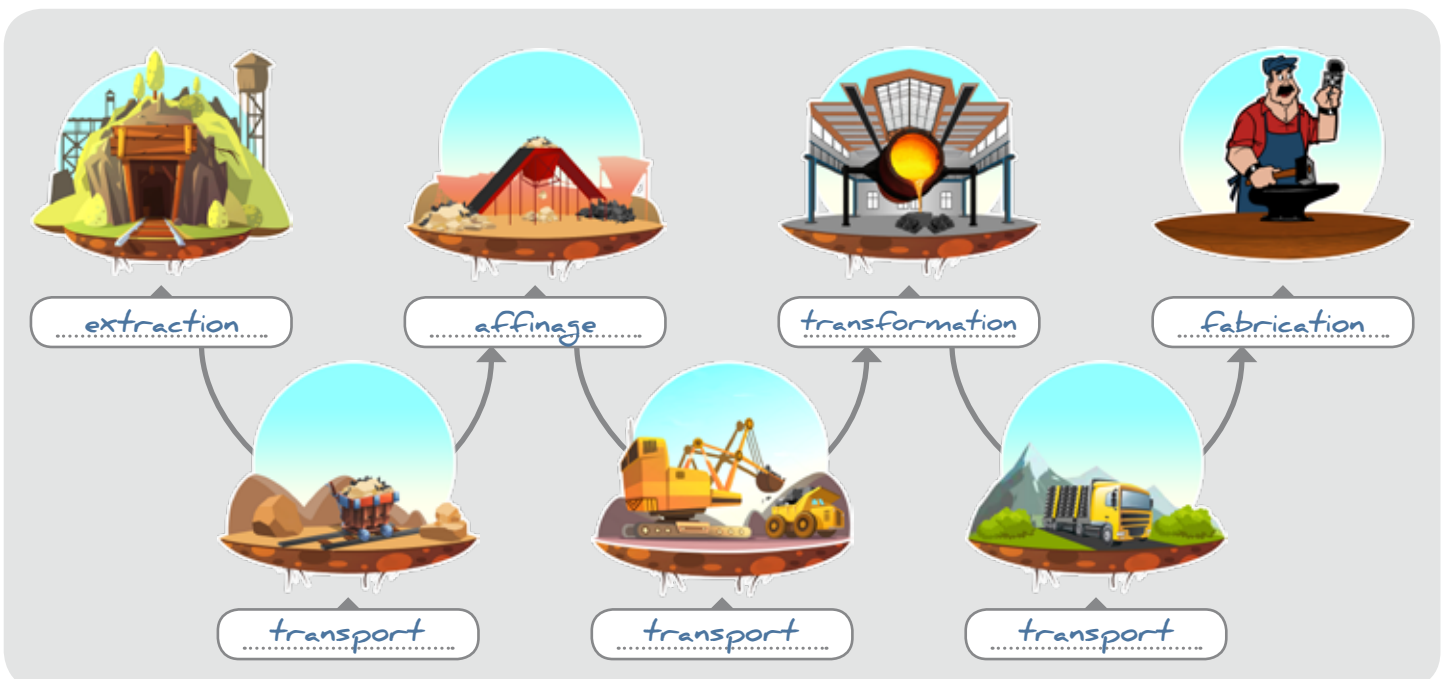 extraction
affinage
transformation
fabrication
transport
transport
transport